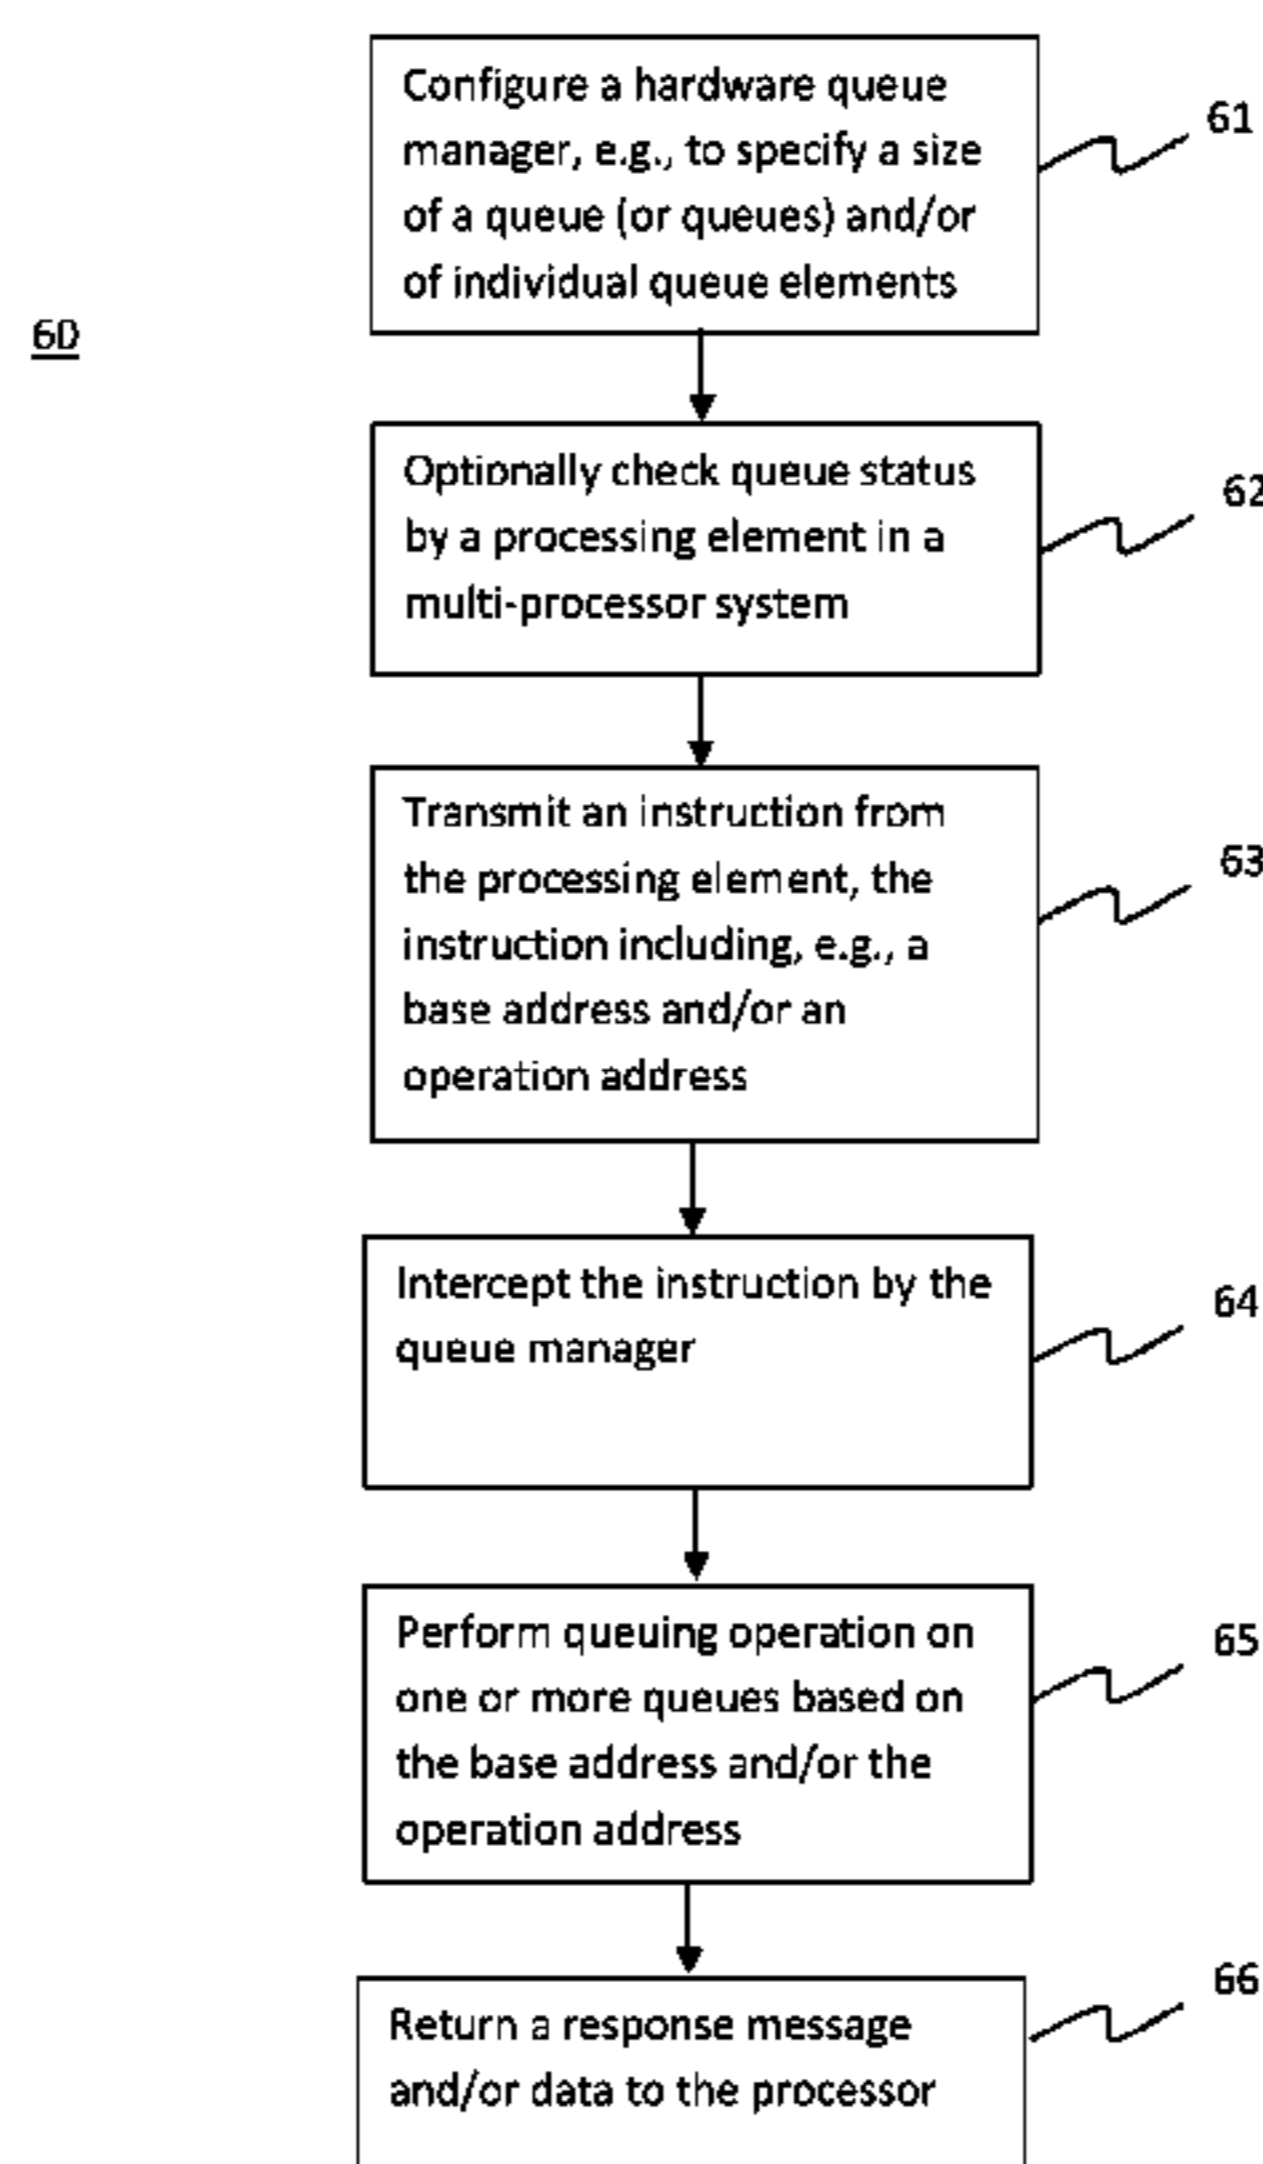 Configure a hardware queue
manager, e.g., to specify a size
of a queue (or queues) and/or
of individual queue elements
61
60
Optionally check queue status
by a processing element in a
multi-processor system
62
Transmit an instruction from
the processing element, the
instruction including, e.g., a
base address and/or an
operation address
63
Intercept the instruction by the
queue manager
64
Perform queuing operation on
one or more queues based on
the base address and/or the
operation address
65
Return a response message
and/or data to the processor
66